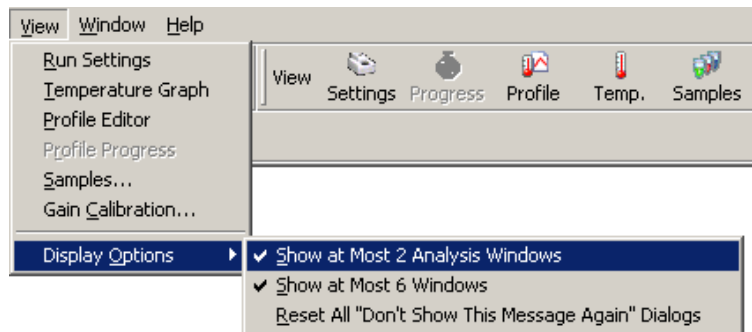 View Window Help
Run Settings
Temperature Graph
Profile Editor
Profile Progress
Samples...
Gain Calibration...
Display Options
View
Settings Progress Profile Temp. Samples
Show at Most 2 Analysis Windows
Show at Most 6 Windows
Reset All "Don't Show This Message Again" Dialogs